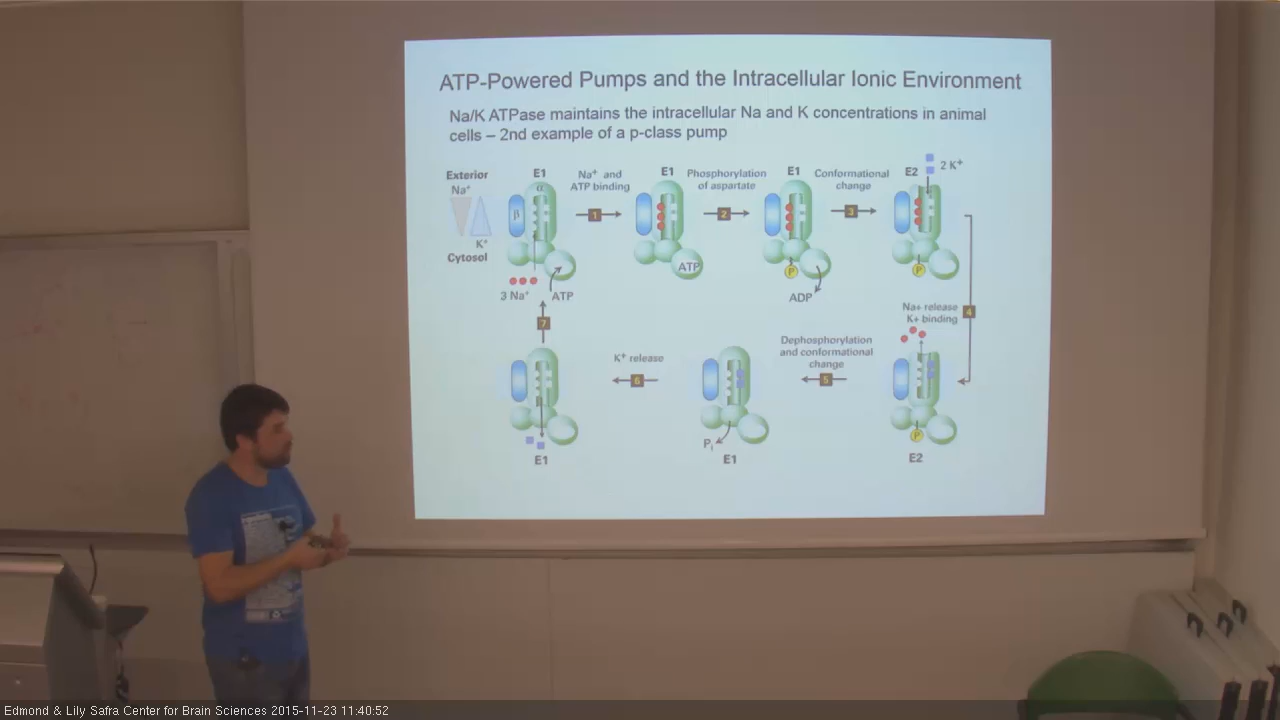 ATP-Powered Pumps and the Intracellular Ionic Environment
Na/K ATPase maintains the intracellular Na and K concentrations in animal
cells – 2nd example of a p-class pump
Exterior
Na⁺
K⁺
Cytosol
E1
α
β
3 Na⁺
ATP
Na⁺ and
ATP binding
1
E1
ATP
Phosphorylation
of aspartate
2
E1
P
ADP
Conformational
change
3
E2
2 K⁺
P
Na+ release
K+ binding
4
P
E2
Dephosphorylation
and conformational
change
5
Pi
E1
K⁺ release
6
E1
7
Edmond & Lily Safra Center for Brain Sciences 2015-11-23 11:40:52